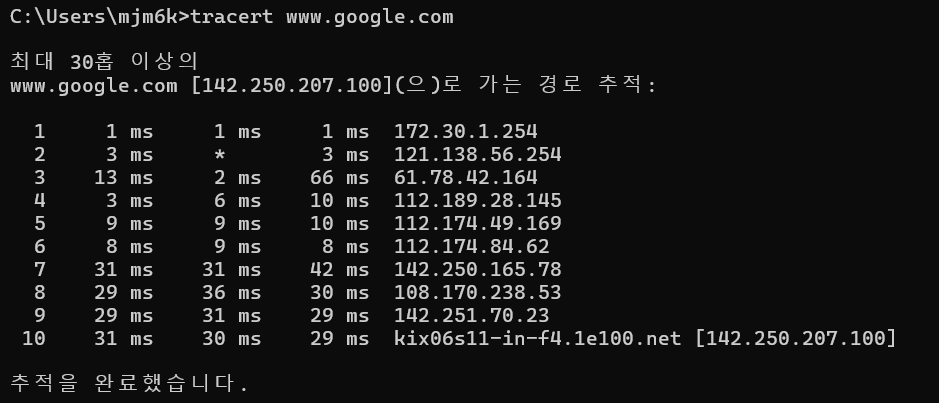 C:\Users\mjm6k>tracert www.google.com
최대 30홉 이상의
www.google.com [142.250.207.100](으)로 가는 경로 추적:
1 1 ms 1 ms 1 ms 172.30.1.254
2 3 ms * 3 ms 121.138.56.254
3 13 ms 2 ms 66 ms 61.78.42.164
4 3 ms 6 ms 10 ms 112.189.28.145
5 9 ms 9 ms 10 ms 112.174.49.169
6 8 ms 9 ms 8 ms 112.174.84.62
7 31 ms 31 ms 42 ms 142.250.165.78
8 29 ms 36 ms 30 ms 108.170.238.53
9 29 ms 31 ms 29 ms 142.251.70.23
10 31 ms 30 ms 29 ms kix06s11-in-f4.1e100.net [142.250.207.100]
추적을 완료했습니다.